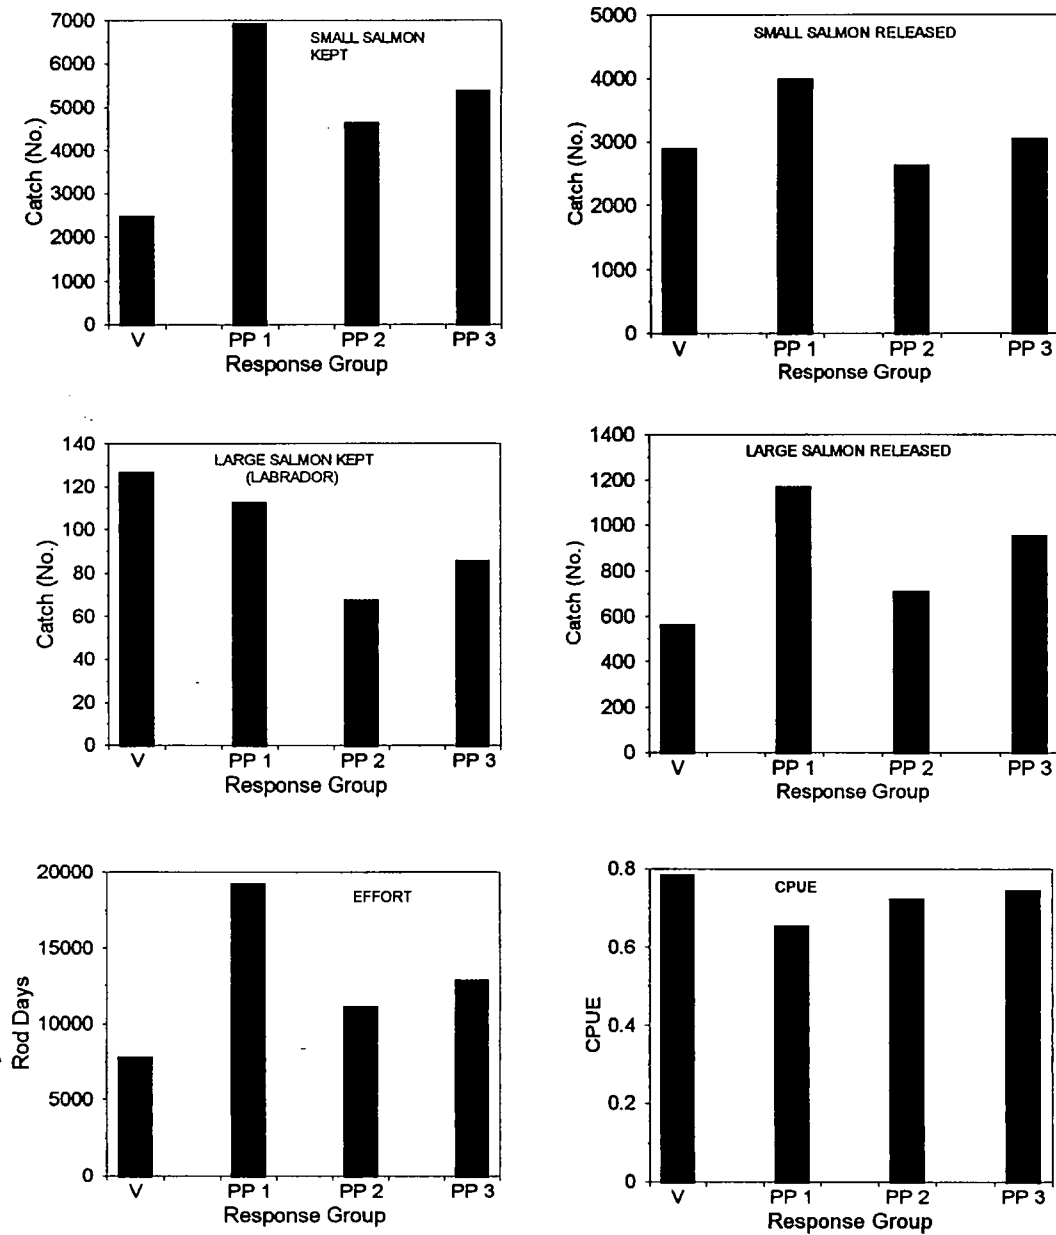 7000
6000
5000
4000
3000
2000
1000
0
Catch (No.)
SMALL SALMON
KEPT
V PP 1 PP 2 PP 3
Response Group
5000
4000
3000
2000
1000
0
Catch (No.)
SMALL SALMON RELEASED
V PP 1 PP 2 PP 3
Response Group
140
120
100
80
60
40
20
0
Catch (No.)
LARGE SALMON KEPT
(LABRADOR)
V PP 1 PP 2 PP 3
Response Group
1400
1200
1000
800
600
400
200
0
Catch (No.)
LARGE SALMON RELEASED
V PP 1 PP 2 PP 3
Response Group
20000
15000
10000
5000
0
Rod Days
EFFORT
V PP 1 PP 2 PP 3
Response Group
0.8
0.6
0.4
0.2
0
CPUE
CPUE
V PP 1 PP 2 PP 3
Response Group